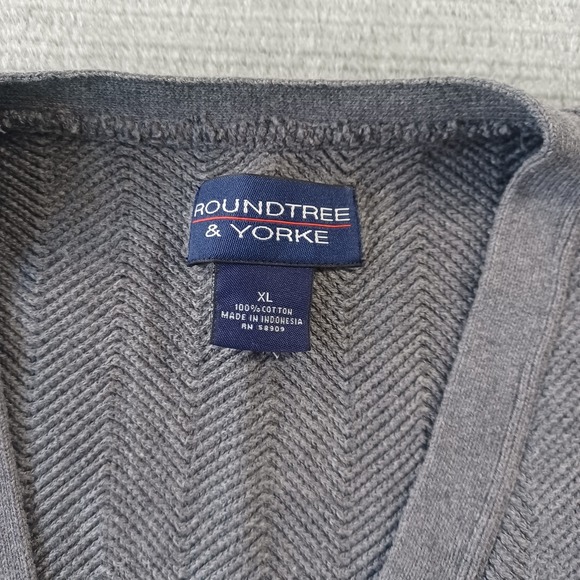 ROUNDTREE
& YORKE
XL
100% COTTON
MADE IN INDONESIA
RN 58909